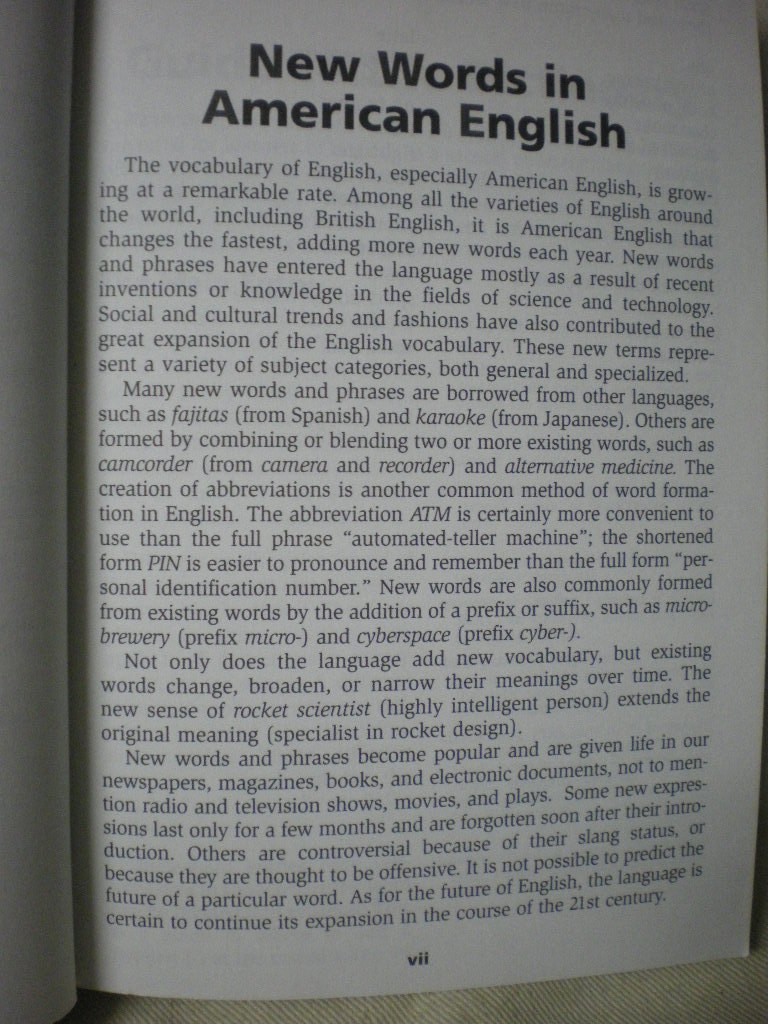 New Words in
American English
The vocabulary of English, especially American English, is grow-
ing at a remarkable rate. Among all the varieties of English around
the world, including British English, it is American English that
changes the fastest, adding more new words each year. New words
and phrases have entered the language mostly as a result of recent
inventions or knowledge in the fields of science and technology.
Social and cultural trends and fashions have also contributed to the
great expansion of the English vocabulary. These new terms repre-
sent a variety of subject categories, both general and specialized.
Many new words and phrases are borrowed from other languages,
such as fajitas (from Spanish) and karaoke (from Japanese). Others are
formed by combining or blending two or more existing words, such as
camcorder (from camera and recorder) and alternative medicine. The
creation of abbreviations is another common method of word forma-
tion in English. The abbreviation ATM is certainly more convenient to
use than the full phrase “automated-teller machine”; the shortened
form PIN is easier to pronounce and remember than the full form “per-
sonal identification number.” New words are also commonly formed
from existing words by the addition of a prefix or suffix, such as micro-
brewery (prefix micro-) and cyberspace (prefix cyber-).
Not only does the language add new vocabulary, but existing
words change, broaden, or narrow their meanings over time. The
new sense of rocket scientist (highly intelligent person) extends the
original meaning (specialist in rocket design).
New words and phrases become popular and are given life in our
newspapers, magazines, books, and electronic documents, not to men-
tion radio and television shows, movies, and plays. Some new expres-
sions last only for a few months and are forgotten soon after their intro-
duction. Others are controversial because of their slang status, or
because they are thought to be offensive. It is not possible to predict the
future of a particular word. As for the future of English, the language is
certain to continue its expansion in the course of the 21st century.
vii